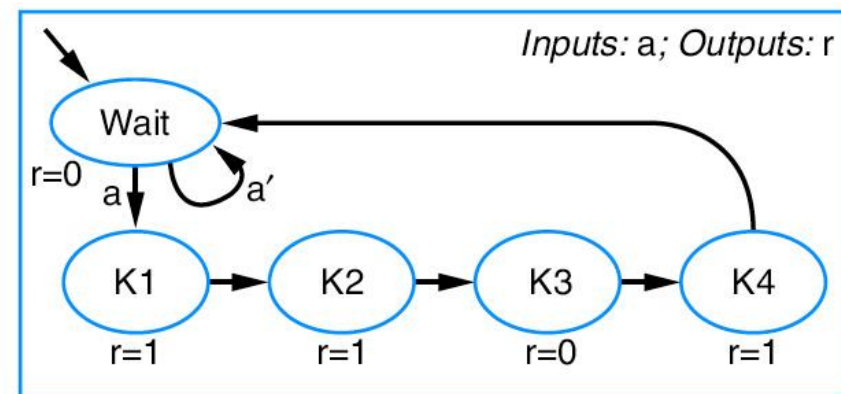 Inputs: a; Outputs: r
Wait
r=0
a
a′
K1
K2
K3
K4
r=1
r=1
r=0
r=1